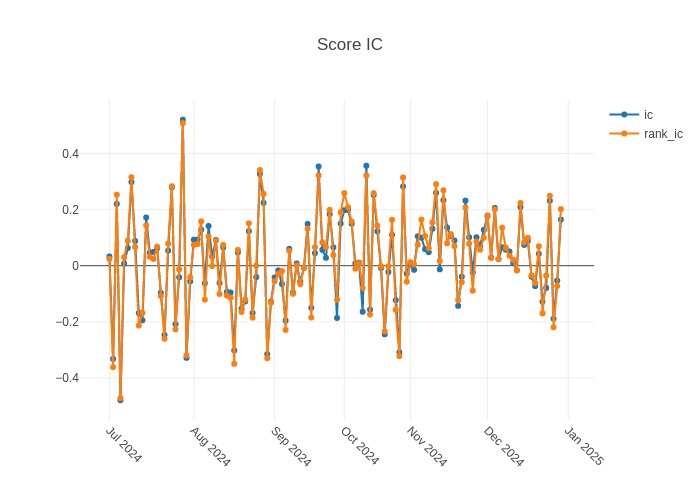 Score IC
ic
rank_ic
0.4
0.2
0
−0.2
−0.4
Jul 2024
Aug 2024
Sep 2024
Oct 2024
Nov 2024
Dec 2024
Jan 2025